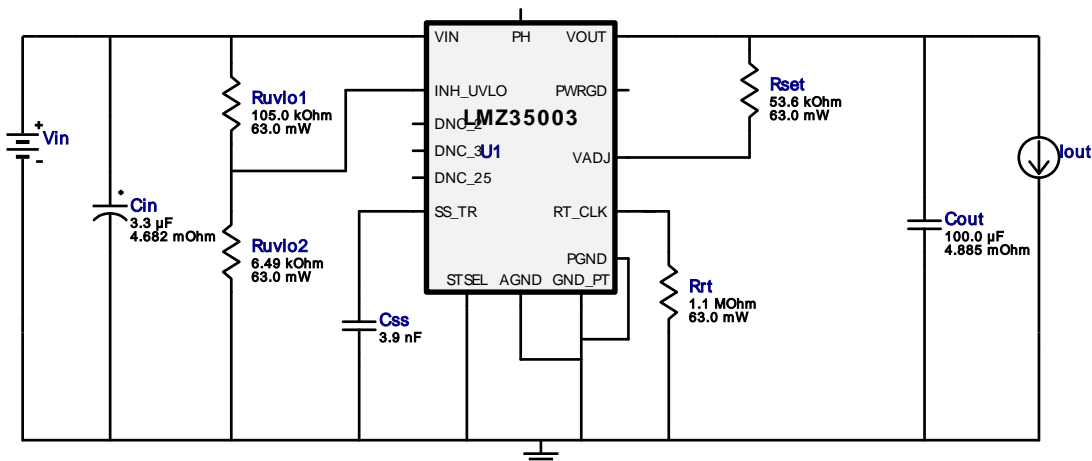 VIN
PH
VOUT
INH_UVLO
PWRGD
LMZ35003
DNC_2
DNC_3
U1
DNC_25
VADJ
SS_TR
RT_CLK
PGND
STSEL
AGND
GND_PT
+
Vin
-
Cin
3.3 µF
4.682 mOhm
Ruvlo1
105.0 kOhm
63.0 mW
Ruvlo2
6.49 kOhm
63.0 mW
Css
3.9 nF
Rset
53.6 kOhm
63.0 mW
Rrt
1.1 MOhm
63.0 mW
Cout
100.0 µF
4.885 mOhm
Iout